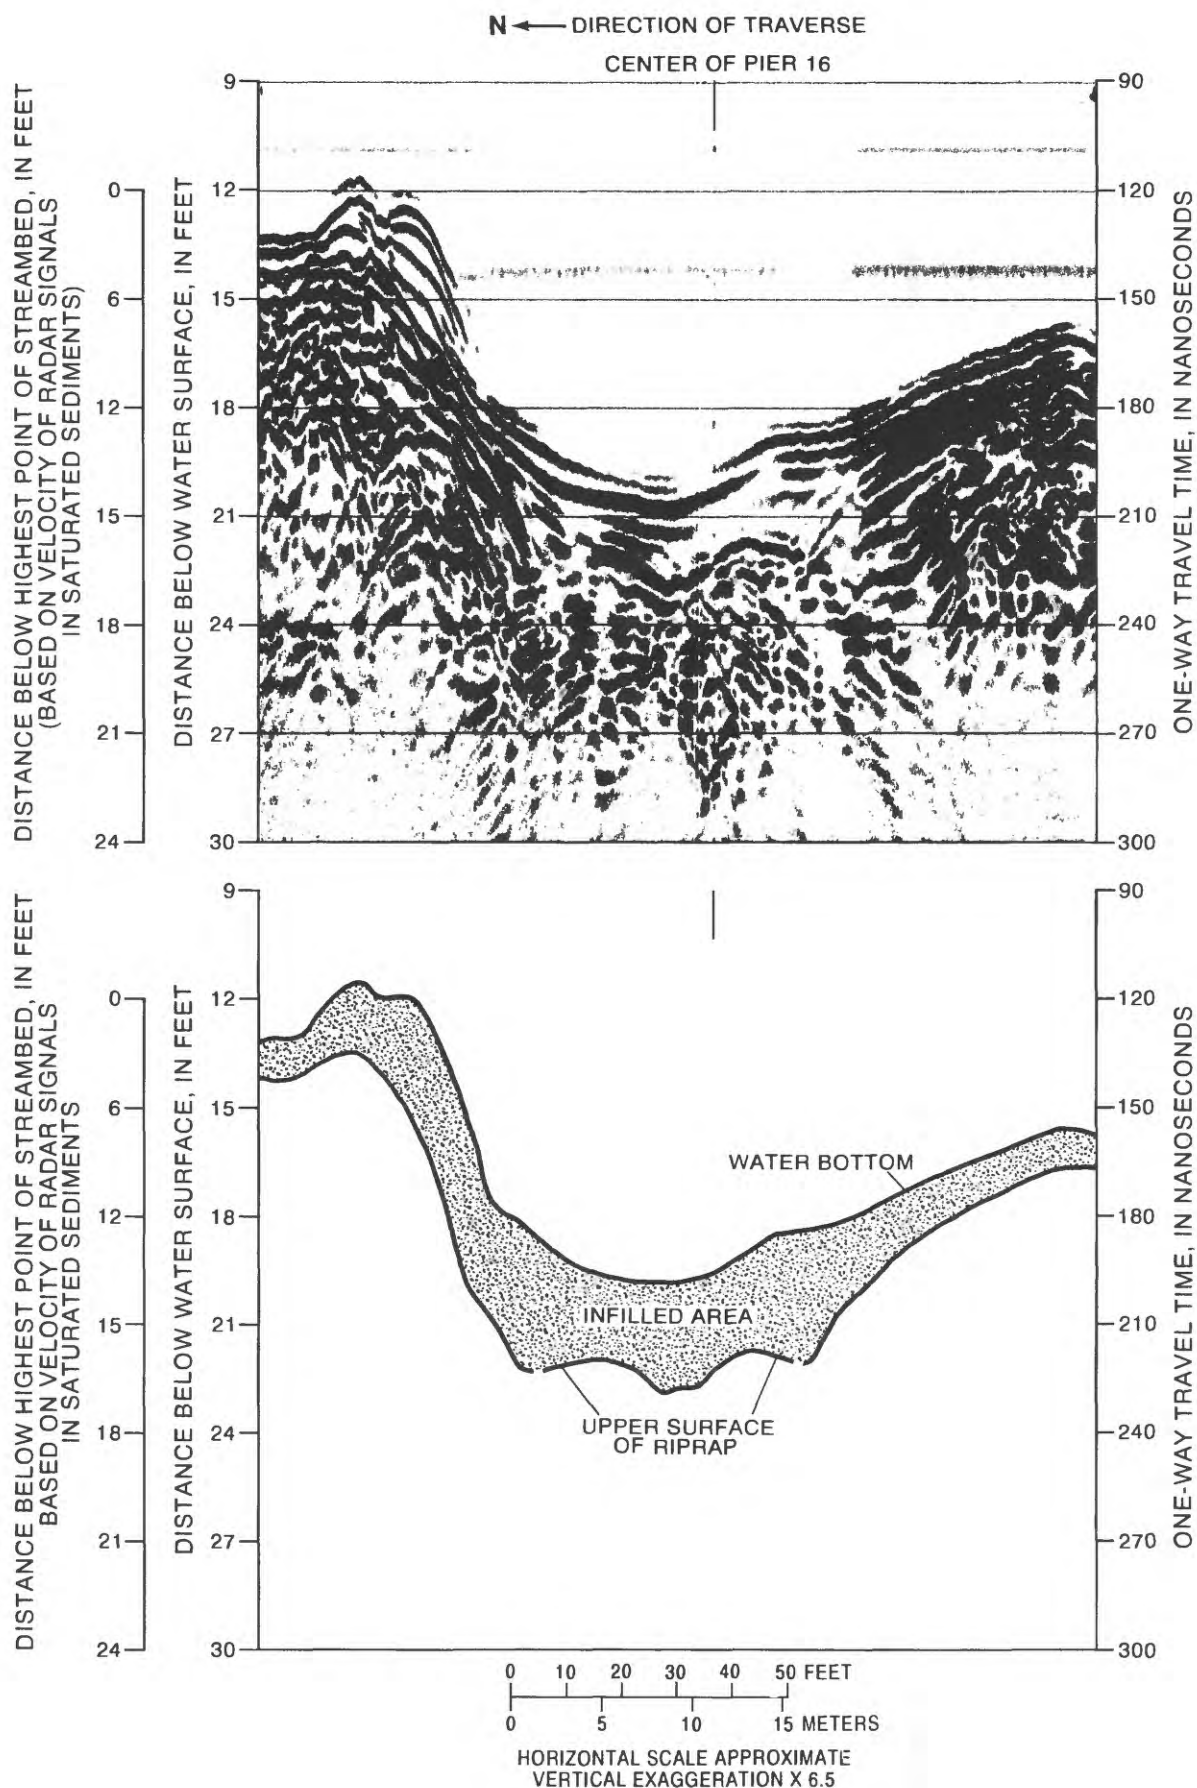 N ← DIRECTION OF TRAVERSE
CENTER OF PIER 16
DISTANCE BELOW HIGHEST POINT OF STREAMBED, IN FEET
(BASED ON VELOCITY OF RADAR SIGNALS
IN SATURATED SEDIMENTS)
0
6
12
15
18
21
24
DISTANCE BELOW WATER SURFACE, IN FEET
9
12
15
18
21
24
27
30
90
120
150
180
210
240
270
300
ONE-WAY TRAVEL TIME, IN NANOSECONDS
DISTANCE BELOW HIGHEST POINT OF STREAMBED, IN FEET
BASED ON VELOCITY OF RADAR SIGNALS
IN SATURATED SEDIMENTS
0
6
12
15
18
21
24
DISTANCE BELOW WATER SURFACE, IN FEET
9
12
15
18
21
24
27
30
WATER BOTTOM
INFILLED AREA
UPPER SURFACE
OF RIPRAP
90
120
150
180
210
240
270
300
ONE-WAY TRAVEL TIME, IN NANOSECONDS
0 10 20 30 40 50 FEET
0 5 10 15 METERS
HORIZONTAL SCALE APPROXIMATE
VERTICAL EXAGGERATION X 6.5